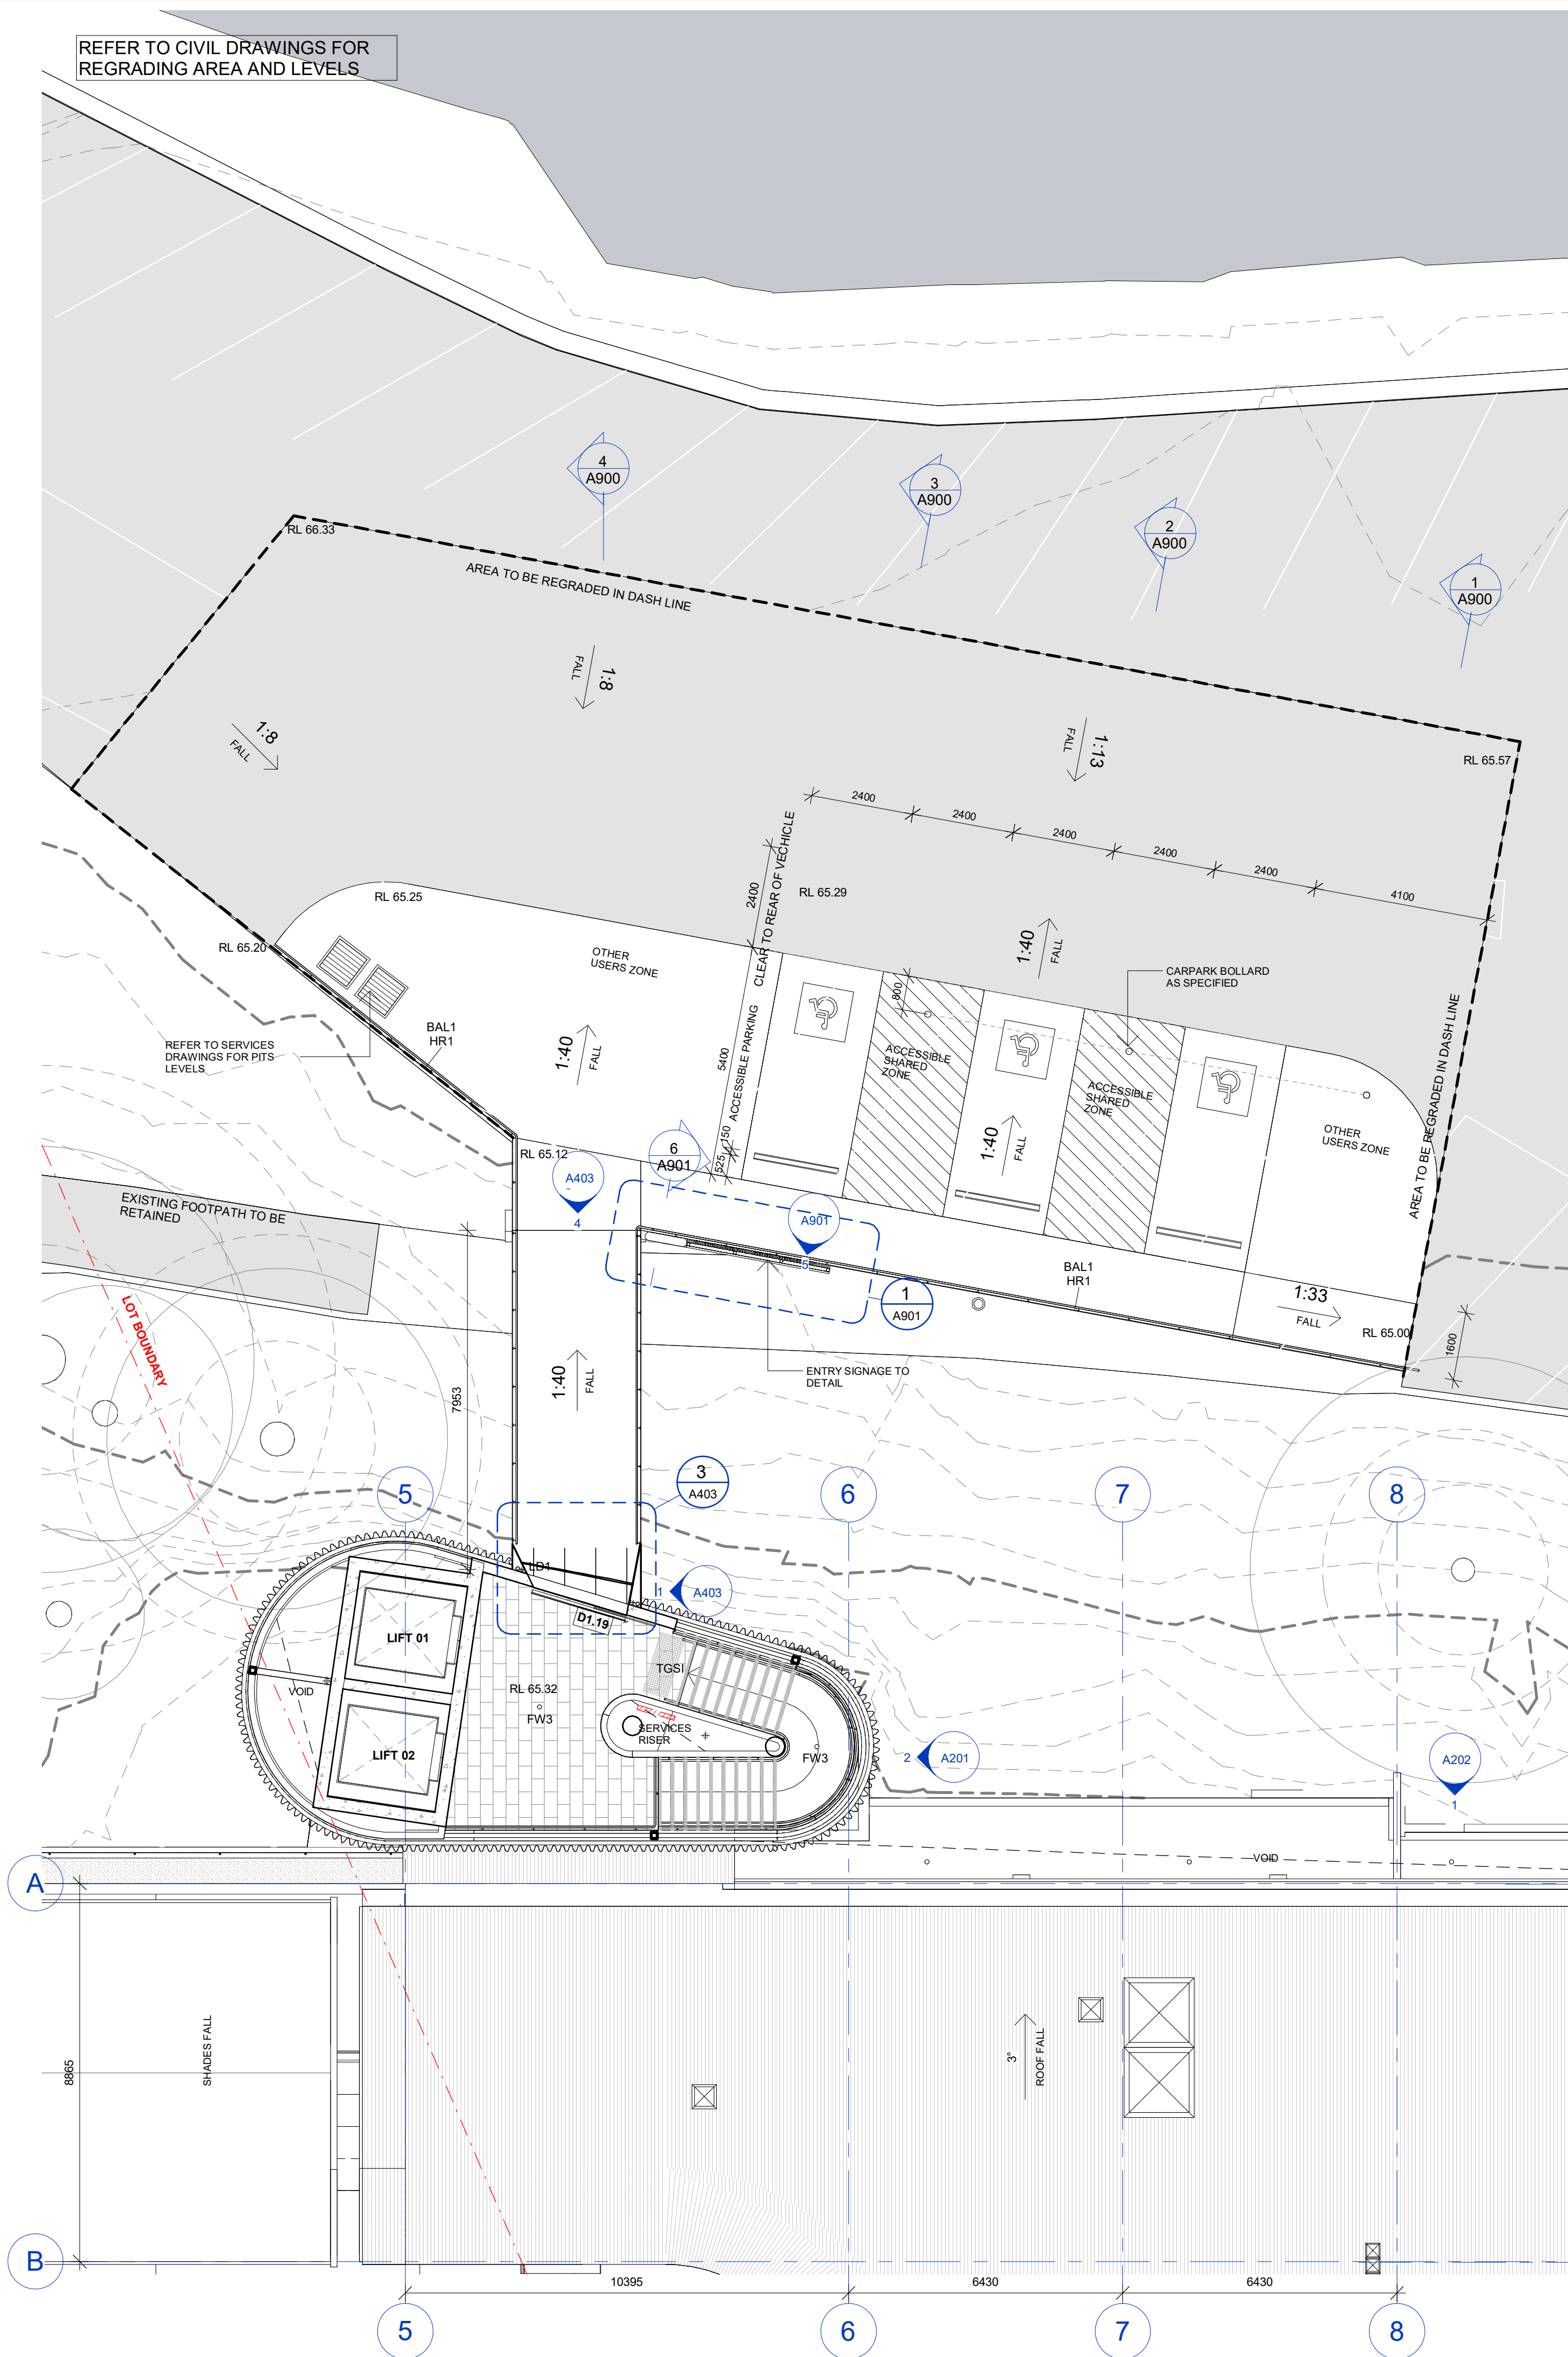 REFER TO CIVIL DRAWINGS FOR
REGRADING AREA AND LEVELS
4
A900
3
A900
2
A900
1
A900
RL 66.33
AREA TO BE REGRADED IN DASH LINE
1:8
FALL
1:8
FALL
1:13
FALL
RL 65.57
2400
2400
2400
2400
2400
4100
2400
CLEAR TO REAR OF VECHICLE
RL 65.29
RL 65.25
RL 65.20
OTHER
USERS ZONE
1:40
FALL
CARPARK BOLLARD
AS SPECIFIED
800
BAL1
HR1
REFER TO SERVICES
DRAWINGS FOR PITS
LEVELS
1:40
FALL
5400
ACCESSIBLE PARKING
ACCESSIBLE
SHARED
ZONE
ACCESSIBLE
SHARED
ZONE
1:40
FALL
OTHER
USERS ZONE
AREA TO BE REGRADED IN DASH LINE
150
525
RL 65.12
6
A901
A403
4
A901
5
EXISTING FOOTPATH TO BE
RETAINED
BAL1
HR1
1
A901
1:33
FALL
RL 65.00
1600
LOT BOUNDARY
ENTRY SIGNAGE TO
DETAIL
1:40
FALL
7953
3
A403
5
6
7
8
LD1
1
A403
D1.19
LIFT 01
TGSI
VOID
RL 65.32
FW3
SERVICES
RISER
LIFT 02
FW3
2
A201
A202
1
VOID
A
8865
SHADES FALL
3°
ROOF FALL
B
10395
6430
6430
5
6
7
8